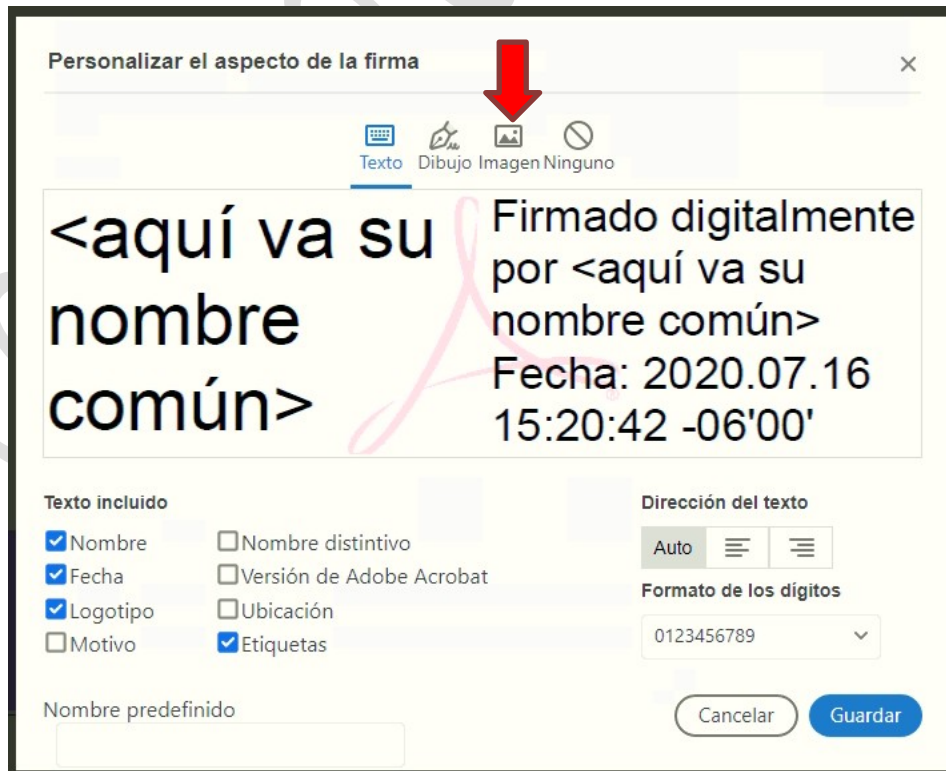 Personalizar el aspecto de la firma
Texto Dibujo Imagen Ninguno
<aquí va su
nombre
común>
Firmado digitalmente
por <aquí va su
nombre común>
Fecha: 2020.07.16
15:20:42 -06'00'
®
Texto incluido
Nombre
Fecha
Logotipo
Motivo
Nombre distintivo
Versión de Adobe Acrobat
Ubicación
Etiquetas
Dirección del texto
Auto
Formato de los dígitos
0123456789
Nombre predefinido
Cancelar Guardar